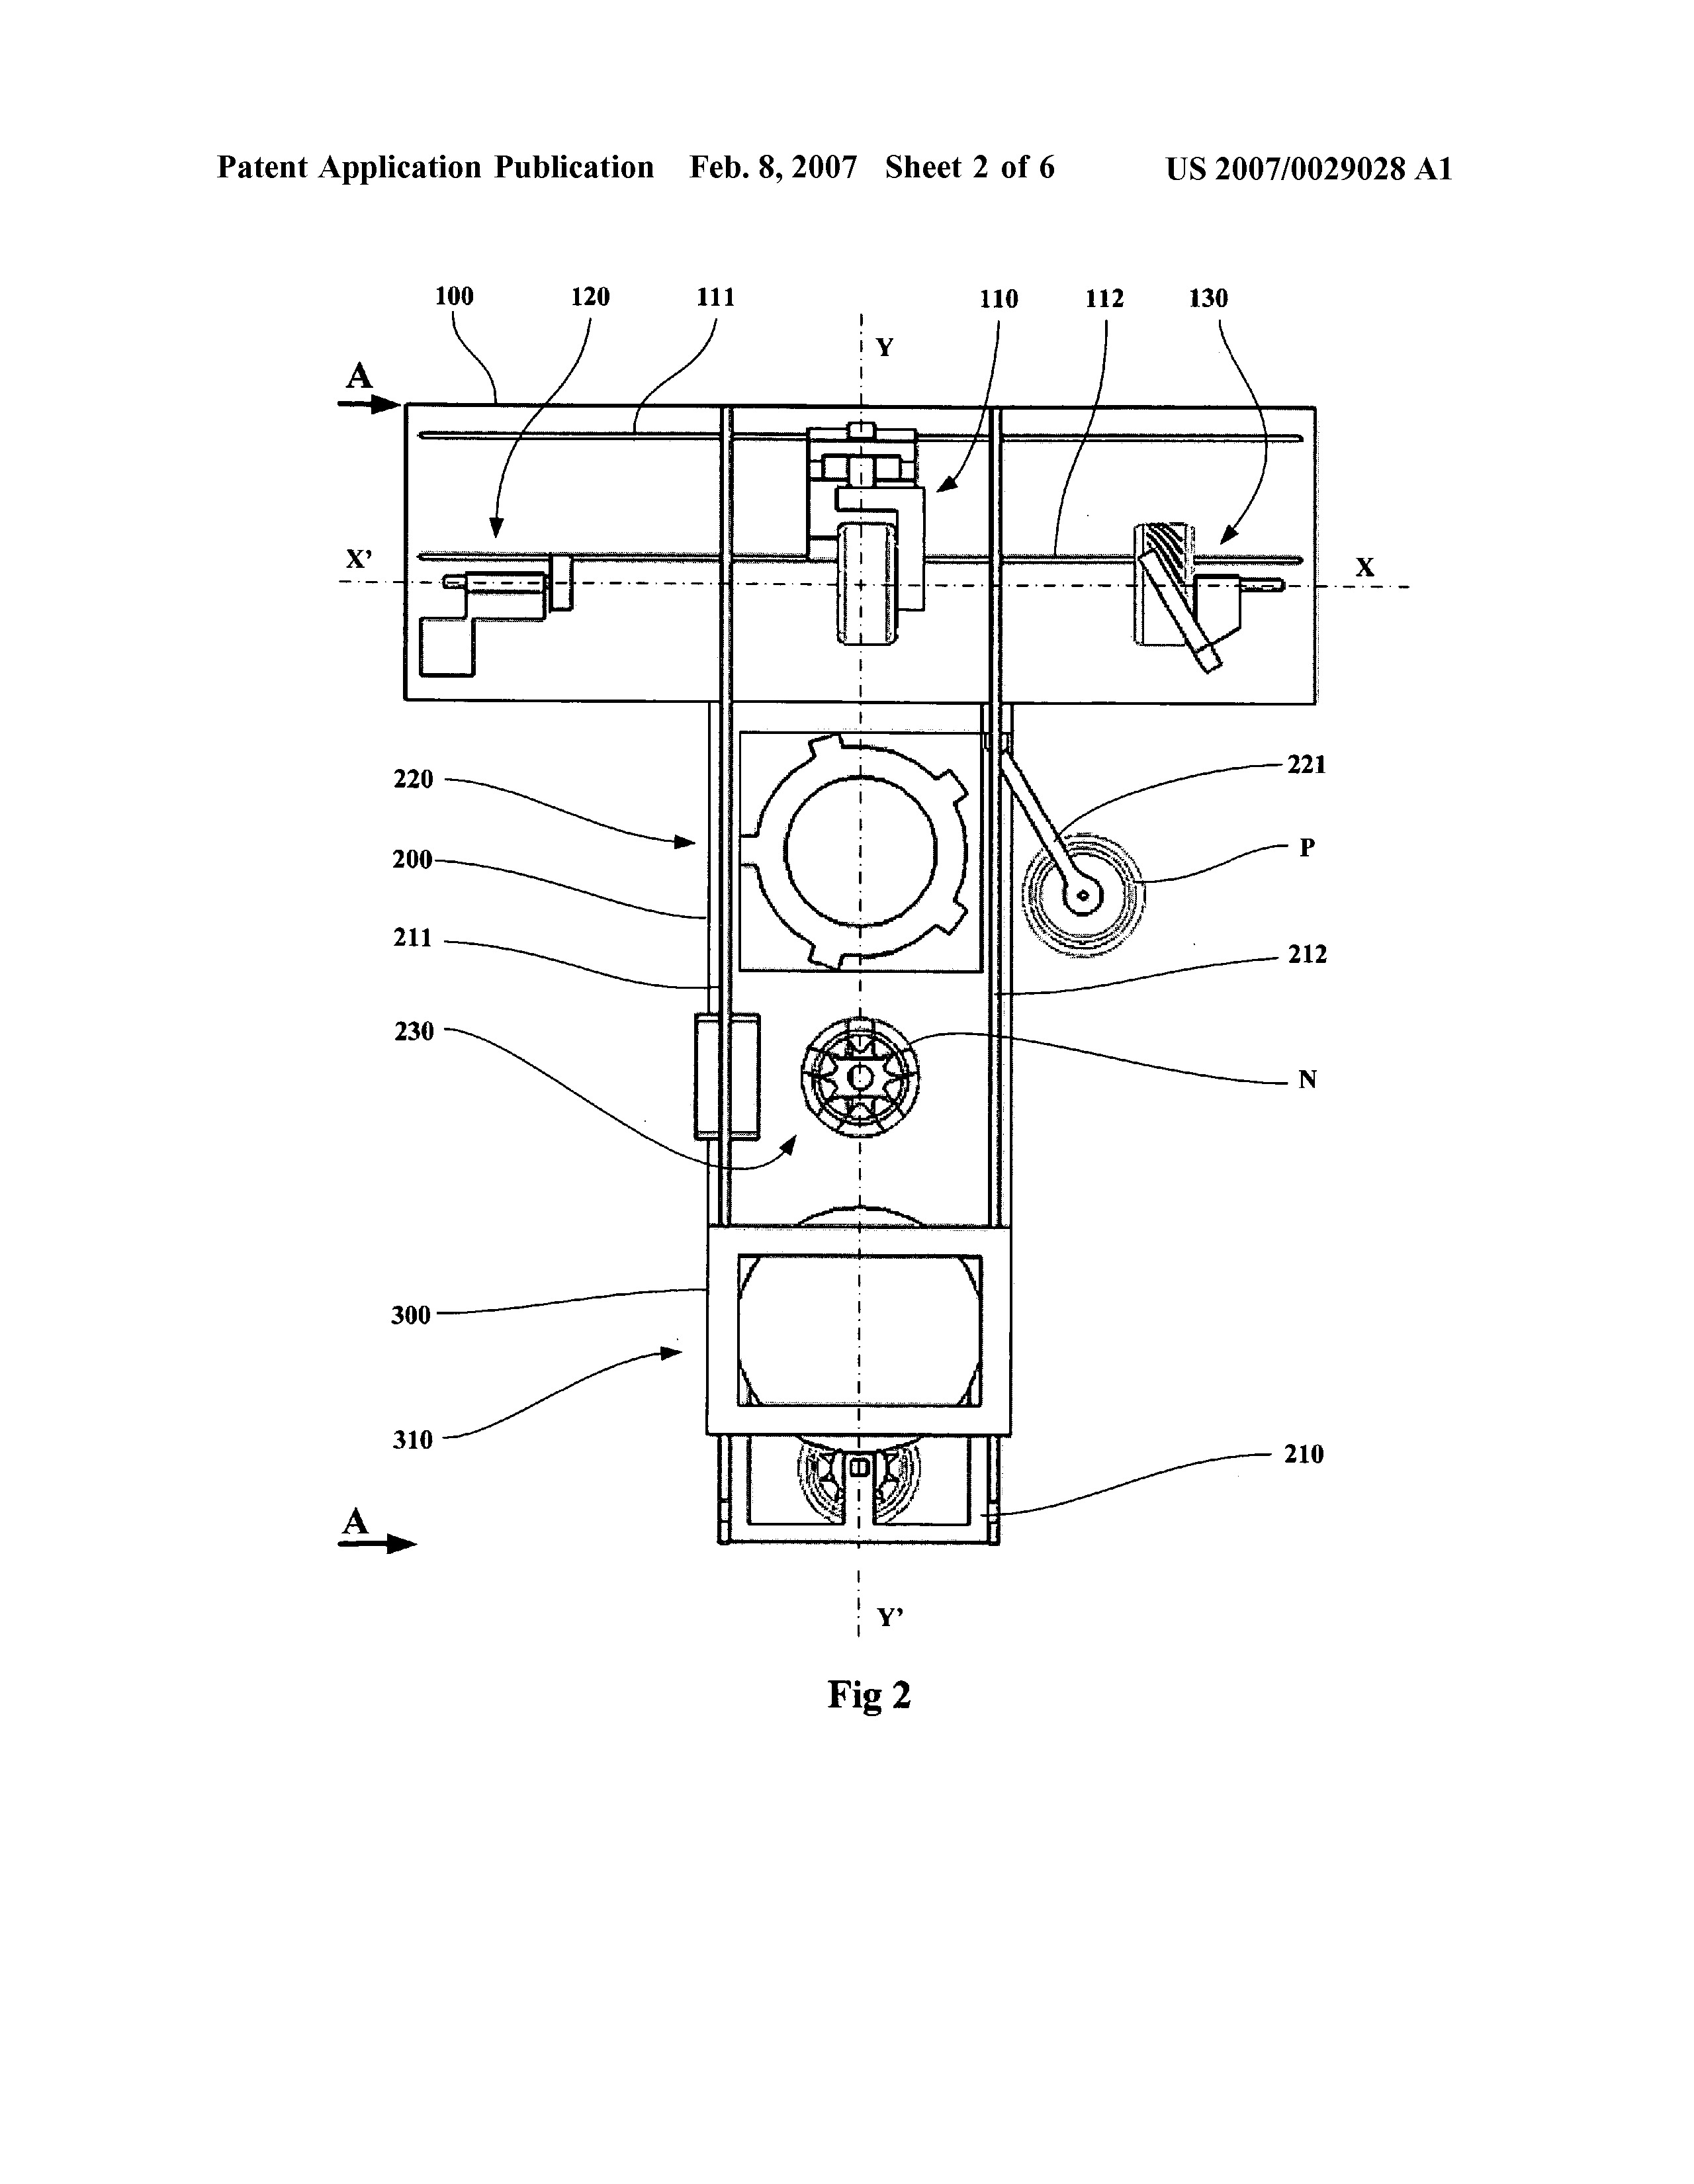 Patent Application Publication Feb. 8, 2007 Sheet 2 of 6 US 2007/0029028 A1
100 120 111 110 112 130
Y
A
X' X
220 221
200 P
211 212
230 N
300
310 210
A
Y'
Fig 2